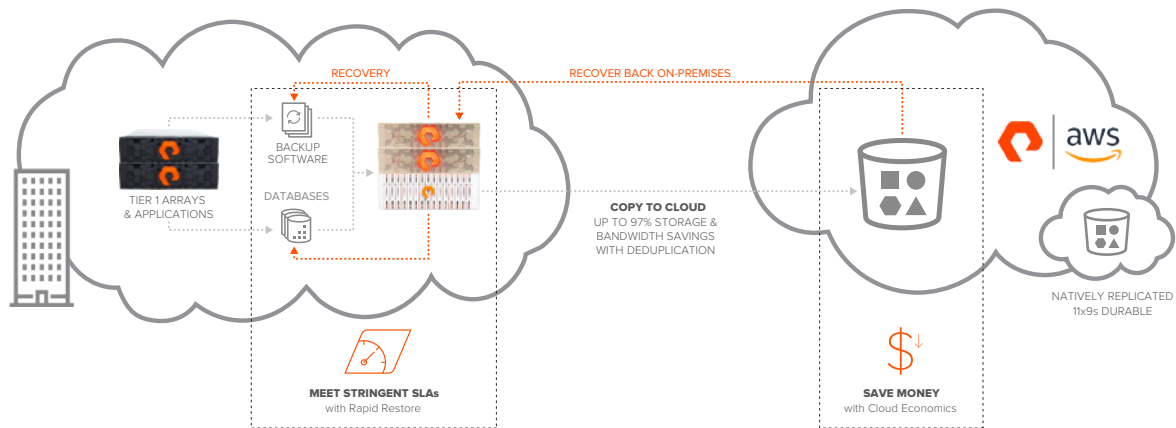 RECOVERY
RECOVER BACK ON-PREMISES
BACKUP
SOFTWARE
TIER 1 ARRAYS
& APPLICATIONS
DATABASES
COPY TO CLOUD
UP TO 97% STORAGE &
BANDWIDTH SAVINGS
WITH DEDUPLICATION
aws
NATIVELY REPLICATED
11x9s DURABLE
MEET STRINGENT SLAs
with Rapid Restore
SAVE MONEY
with Cloud Economics